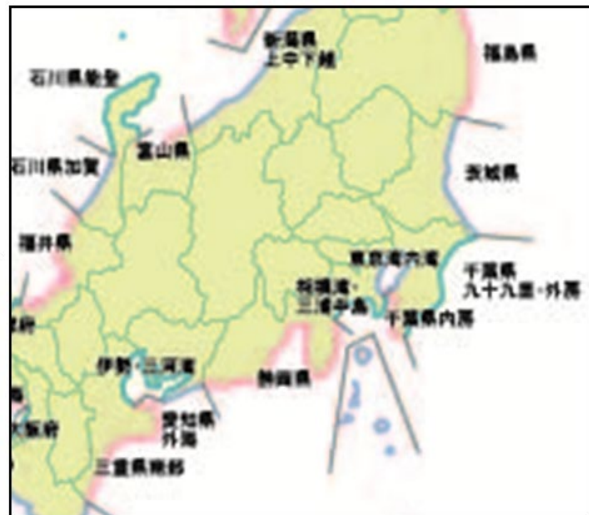 新潟県
上中下越
福島県
石川県能登
富山県
石川県加賀
茨城県
福井県
東京湾内湾
千葉県
九十九里・外房
相模湾・
三浦半島
千葉県内房
伊勢・三河湾
静岡県
大阪府
愛知県
外海
三重県南部